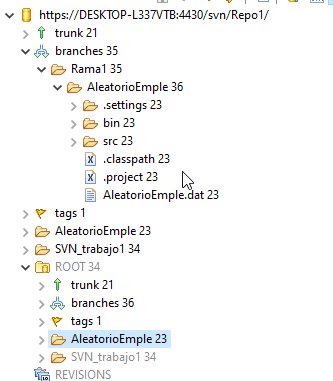 https://DESKTOP-L337VTB:4430/svn/Repo1/
trunk 21
branches 35
Rama1 35
AleatorioEmple 36
.settings 23
bin 23
src 23
.classpath 23
.project 23
AleatorioEmple.dat 23
tags 1
AleatorioEmple 23
SVN_trabajo1 34
ROOT 34
trunk 21
branches 36
tags 1
AleatorioEmple 23
SVN_trabajo1 34
REVISIONS